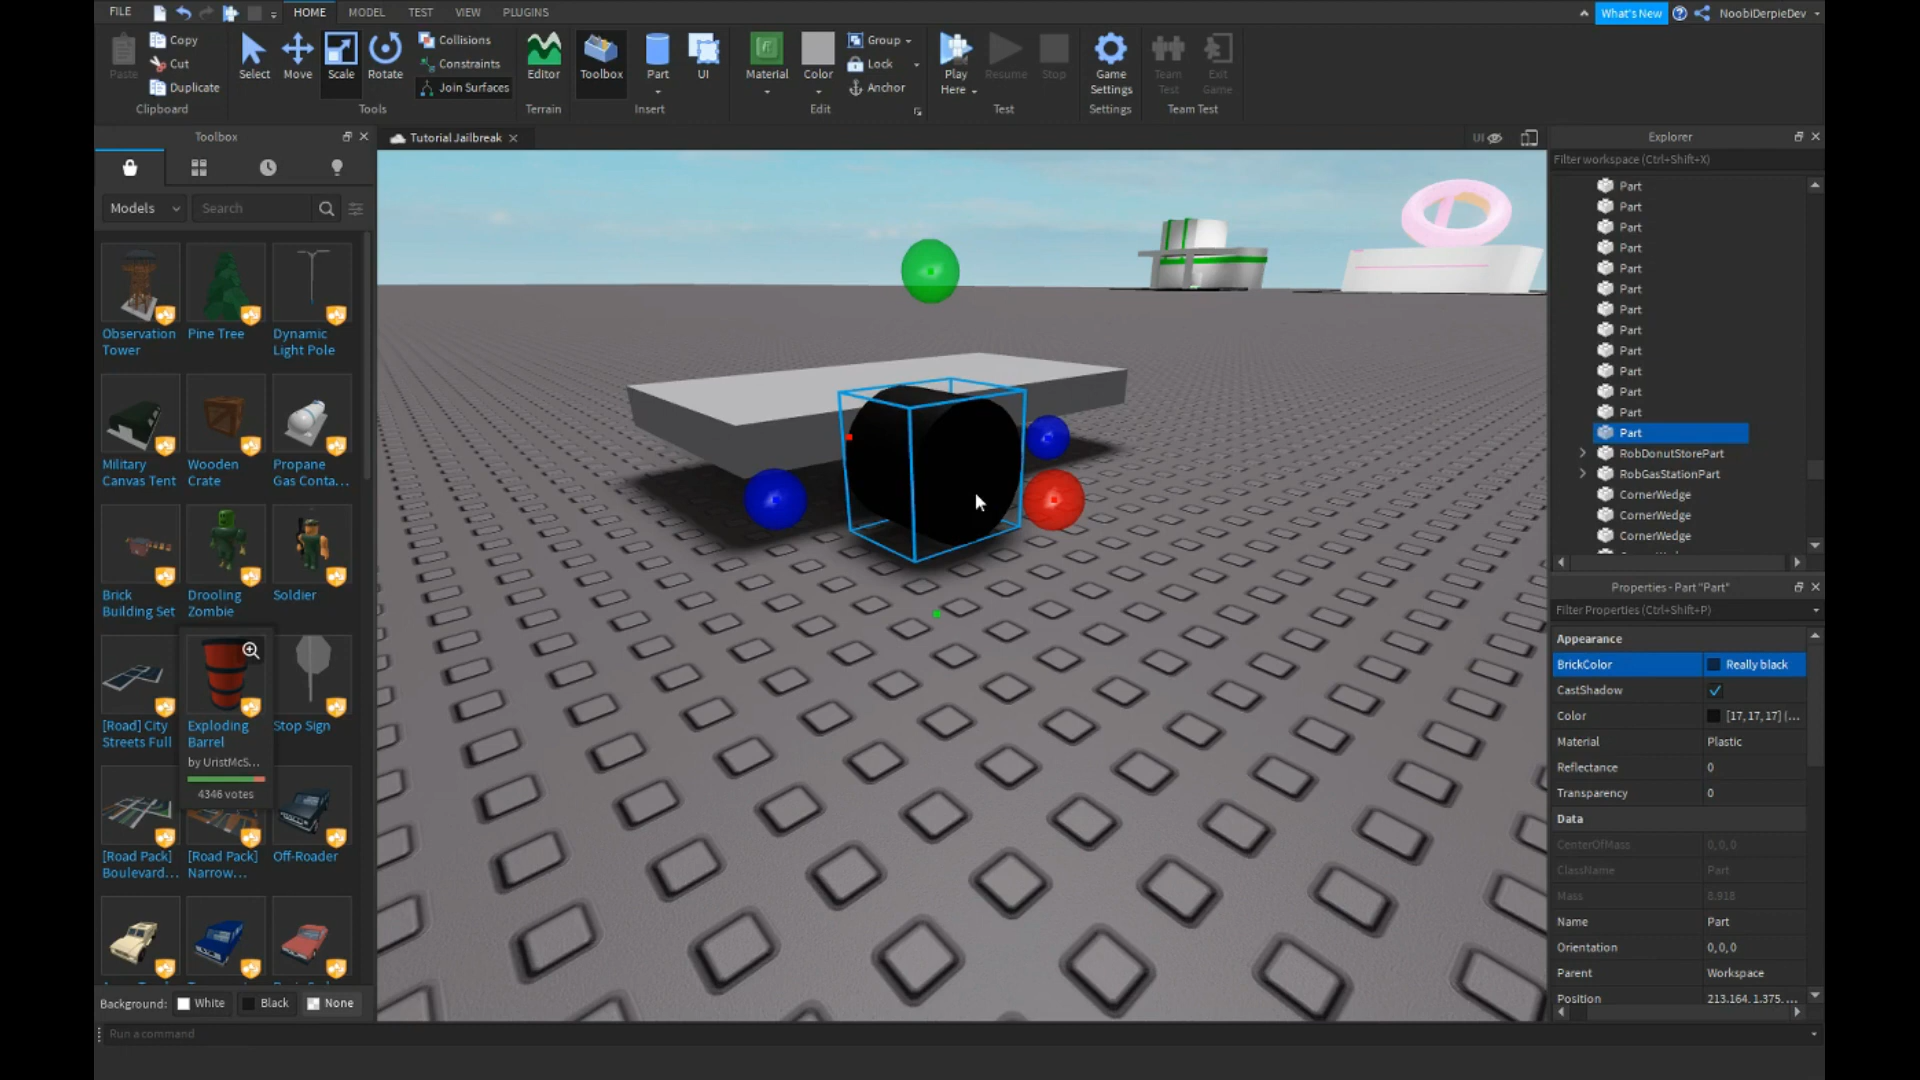 FILE HOME MODEL TEST VIEW PLUGINS What's New NoobiDerpieDev
Paste Copy Cut Duplicate Clipboard
Select Move Scale Rotate Collisions Constraints Join Surfaces Tools
Editor Terrain
Toolbox Part UI Insert
Material Color Group Lock Anchor Edit
Play Here Resume Stop Test
Game Settings Settings
Team Test Exit Game Team Test
Toolbox
Models Search
Observation Tower
Pine Tree
Dynamic Light Pole
Military Canvas Tent
Wooden Crate
Propane Gas Conta...
Brick Building Set
Drooling Zombie
Soldier
[Road] City Streets Full
Exploding Barrel
by UristMcS...
4346 votes
Stop Sign
[Road Pack] Boulevard...
[Road Pack] Narrow...
Off-Roader
Background: White Black None
Run a command
Tutorial Jailbreak
UI
Explorer
Filter workspace (Ctrl+Shift+X)
Part
Part
Part
Part
Part
Part
Part
Part
Part
Part
Part
Part
Part
RobDonutStorePart
RobGasStationPart
CornerWedge
CornerWedge
CornerWedge
Properties - Part "Part"
Filter Properties (Ctrl+Shift+P)
Appearance
BrickColor Really black
CastShadow
Color [17, 17, 17] (...
Material Plastic
Reflectance 0
Transparency 0
Data
CenterOfMass 0, 0, 0
ClassName Part
Mass 8.918
Name Part
Orientation 0, 0, 0
Parent Workspace
Position 213.164, 1.375, ...